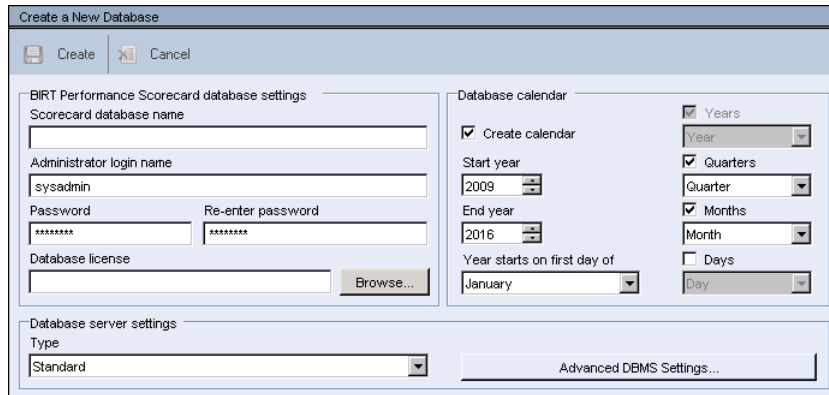 Create a New Database
Create
Cancel
BIRT Performance Scorecard database settings
Scorecard database name
Administrator login name
sysadmin
Password
Re-enter password
********
********
Database license
Browse...
Database calendar
Create calendar
Start year
2009
End year
2016
Year starts on first day of
January
Years
Year
Quarters
Quarter
Months
Month
Days
Day
Database server settings
Type
Standard
Advanced DBMS Settings...